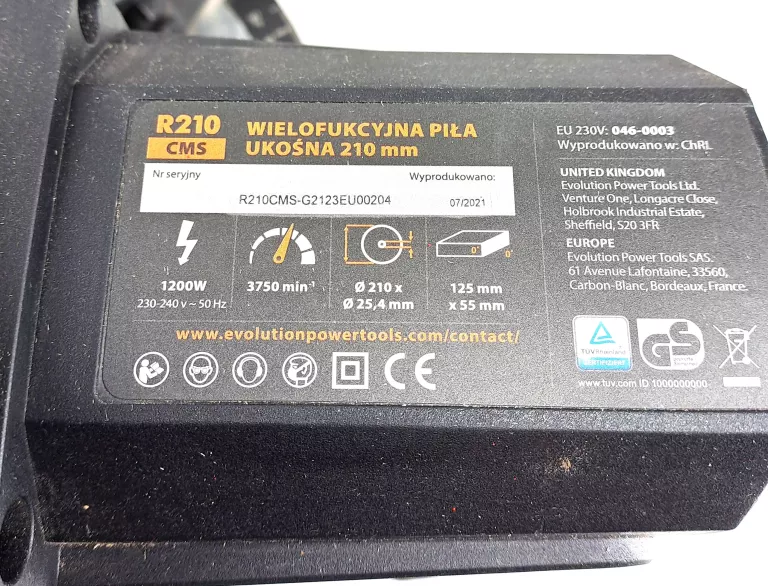 R210
CMS
WIELOFUKCYJNA PIŁA
UKOŚNA 210 mm
Nr seryjny
Wyprodukowano:
R210CMS-G2123EU00204
07/2021
1200W
230-240 v ~ 50 Hz
3750 min⁻¹
Ø 210 x
Ø 25,4 mm
0° 0°
125 mm
x 55 mm
www.evolutionpowertools.com/contact/
CE
EU 230V: 046-0003
Wyprodukowano w: ChRL
UNITED KINGDOM
Evolution Power Tools Ltd.
Venture One, Longacre Close,
Holbrook Industrial Estate,
Sheffield, S20 3FR
EUROPE
Evolution Power Tools SAS.
61 Avenue Lafontaine, 33560,
Carbon-Blanc, Bordeaux, France.
TÜVRheinland
GS
geprüfte
www.tuv.com ID 1000000000